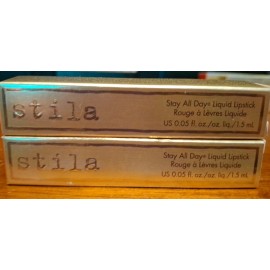 stila
Stay All Day® Liquid Lipstick
Rouge à Lèvres Liquide
US 0.05 fl. oz./oz. liq./1.5 mL
stila
Stay All Day® Liquid Lipstick
Rouge à Lèvres Liquide
US 0.05 fl. oz./oz. liq./1.5 mL